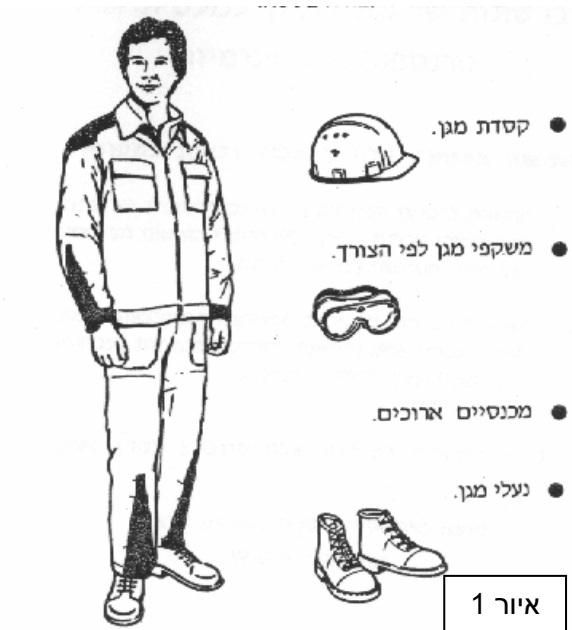 קסדת מגן.
משקפי מגן לפי הצורך.
מכנסיים ארוכים.
נעלי מגן.
איור 1